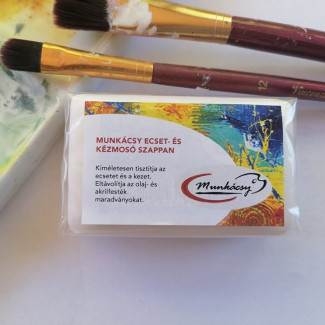 MUNKÁCSY ECSET- ÉS
KÉZMOSÓ SZAPPAN
Kíméletesen tisztítja az
ecsetet és a kezet.
Eltávolítja az olaj- és
akrilfesték
maradványokat.
Munkácsy
12